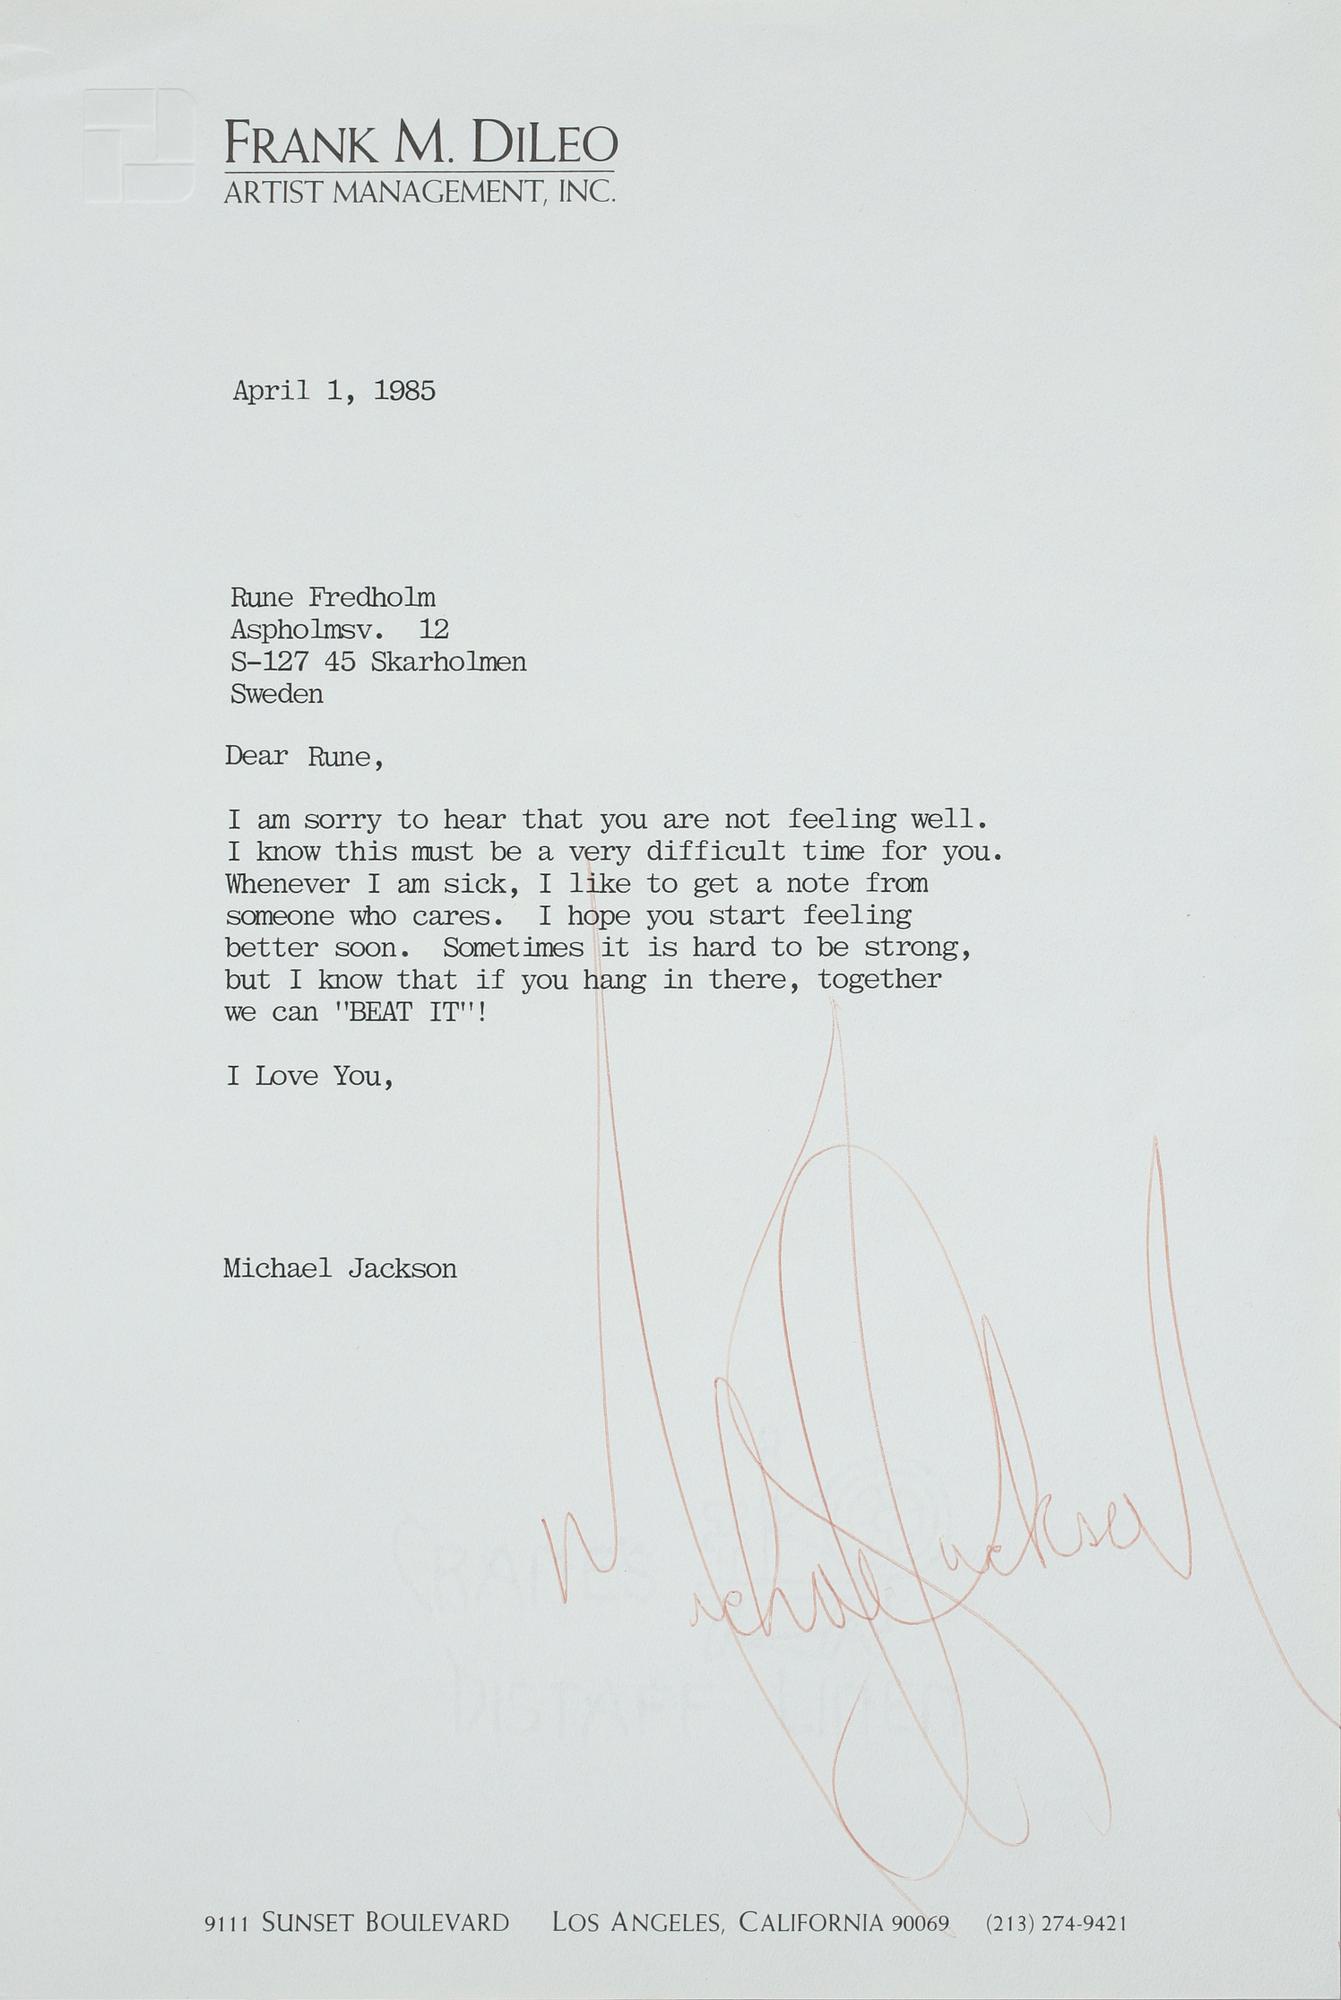 FRANK M. DILEO
ARTIST MANAGEMENT, INC.
April 1, 1985
Rune Fredholm
Aspholmsv.  12
S-127 45 Skarholmen
Sweden
Dear Rune,
I am sorry to hear that you are not feeling well.
I know this must be a very difficult time for you.
Whenever I am sick, I like to get a note from
someone who cares.  I hope you start feeling
better soon.  Sometimes it is hard to be strong,
but I know that if you hang in there, together
we can "BEAT IT"!
I Love You,
Michael Jackson
Michael Jackson
9111 SUNSET BOULEVARD LOS ANGELES, CALIFORNIA 90069 (213) 274-9421